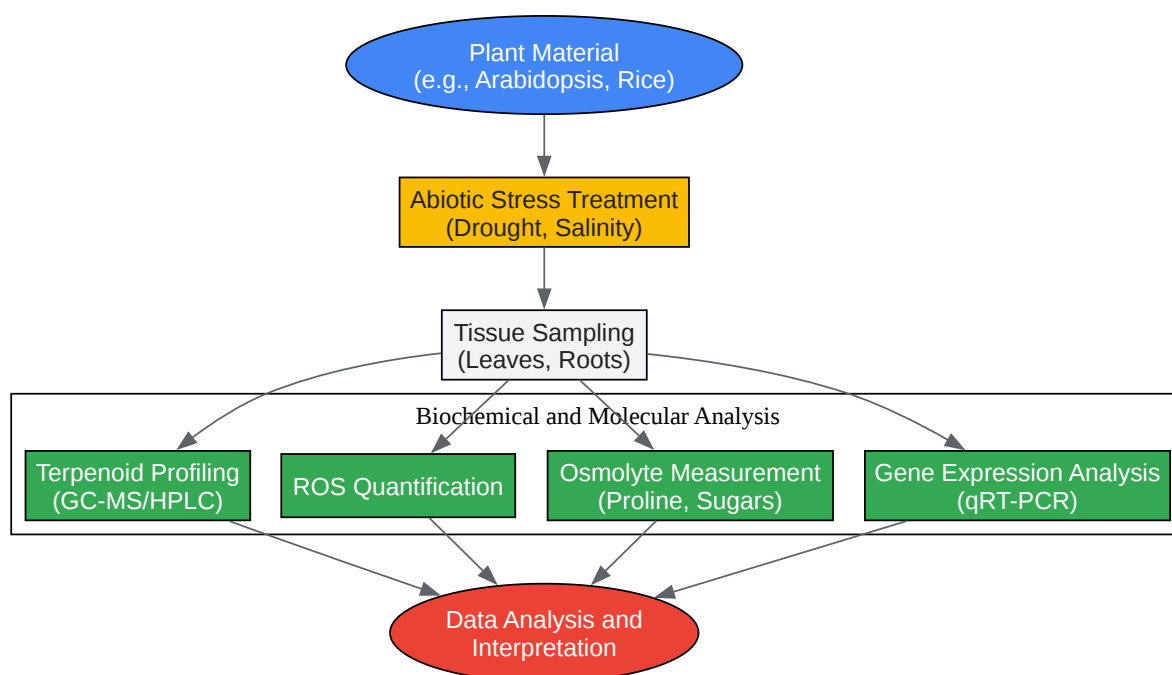 Plant Material
(e.g., Arabidopsis, Rice)
Abiotic Stress Treatment
(Drought, Salinity)
Tissue Sampling
(Leaves, Roots)
Biochemical and Molecular Analysis
Terpenoid Profiling
(GC-MS/HPLC)
ROS Quantification
Osmolyte Measurement
(Proline, Sugars)
Gene Expression Analysis
(qRT-PCR)
Data Analysis and
Interpretation